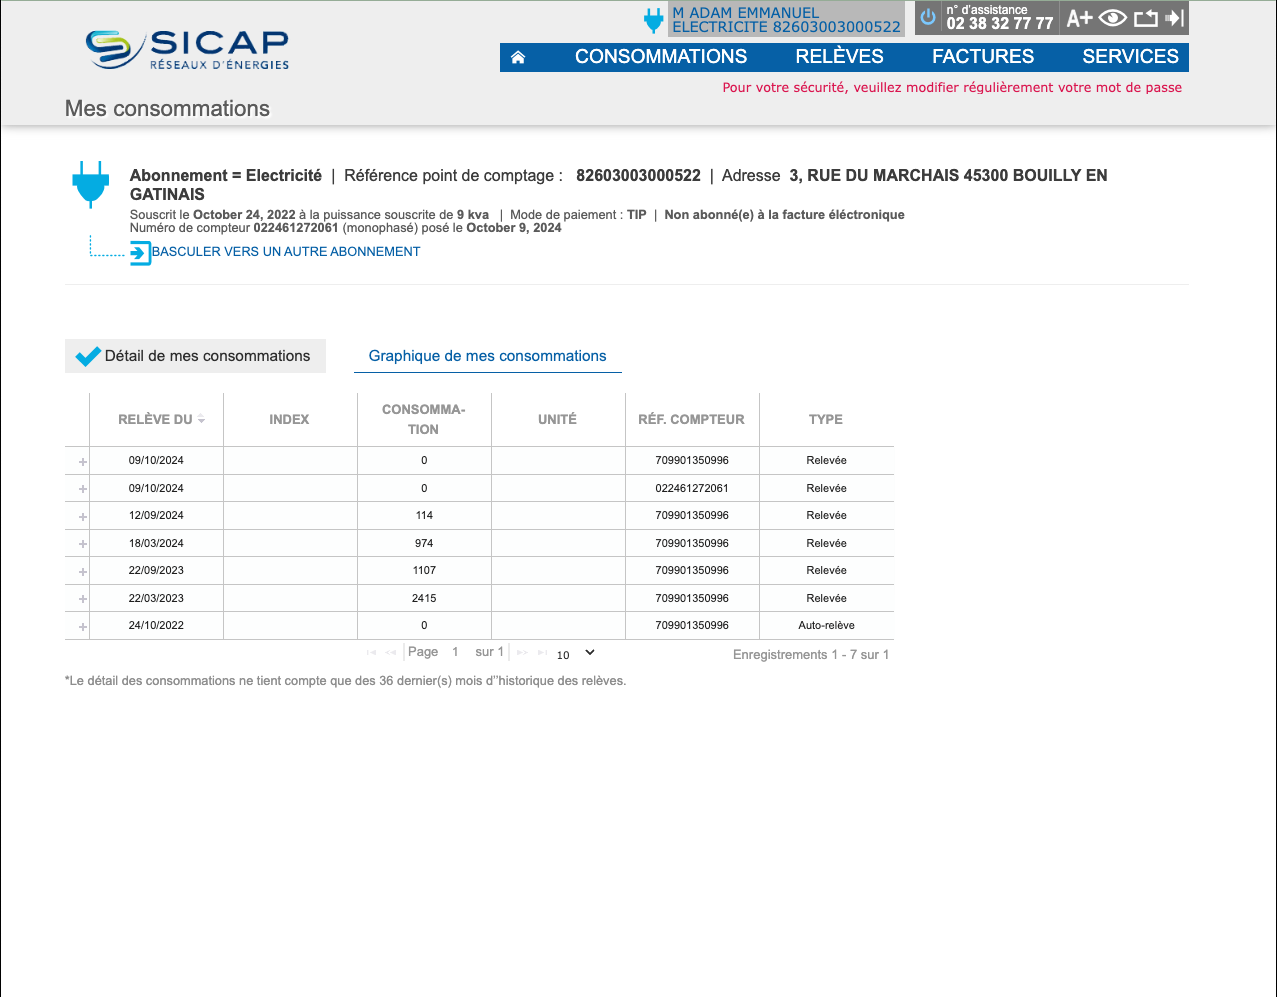 M ADAM EMMANUEL
ELECTRICITE 82603003000522
n° d'assistance
02 38 32 77 77
A+
SICAP
RÉSEAUX D'ÉNERGIES
CONSOMMATIONS RELÈVES FACTURES SERVICES
Pour votre sécurité, veuillez modifier régulièrement votre mot de passe
Mes consommations
Abonnement = Electricité | Référence point de comptage : 82603003000522 | Adresse 3, RUE DU MARCHAIS 45300 BOUILLY EN
GATINAIS
Souscrit le October 24, 2022 à la puissance souscrite de 9 kva | Mode de paiement : TIP | Non abonné(e) à la facture éléctronique
Numéro de compteur 022461272061 (monophasé) posé le October 9, 2024
BASCULER VERS UN AUTRE ABONNEMENT
Détail de mes consommations Graphique de mes consommations
RELÈVE DU INDEX CONSOMMA-
TION UNITÉ RÉF. COMPTEUR TYPE
09/10/2024 0 709901350996 Relevée
09/10/2024 0 022461272061 Relevée
12/09/2024 114 709901350996 Relevée
18/03/2024 974 709901350996 Relevée
22/09/2023 1107 709901350996 Relevée
22/03/2023 2415 709901350996 Relevée
24/10/2022 0 709901350996 Auto-relève
Page 1 sur 1 10 Enregistrements 1 - 7 sur 1
*Le détail des consommations ne tient compte que des 36 dernier(s) mois d''historique des relèves.